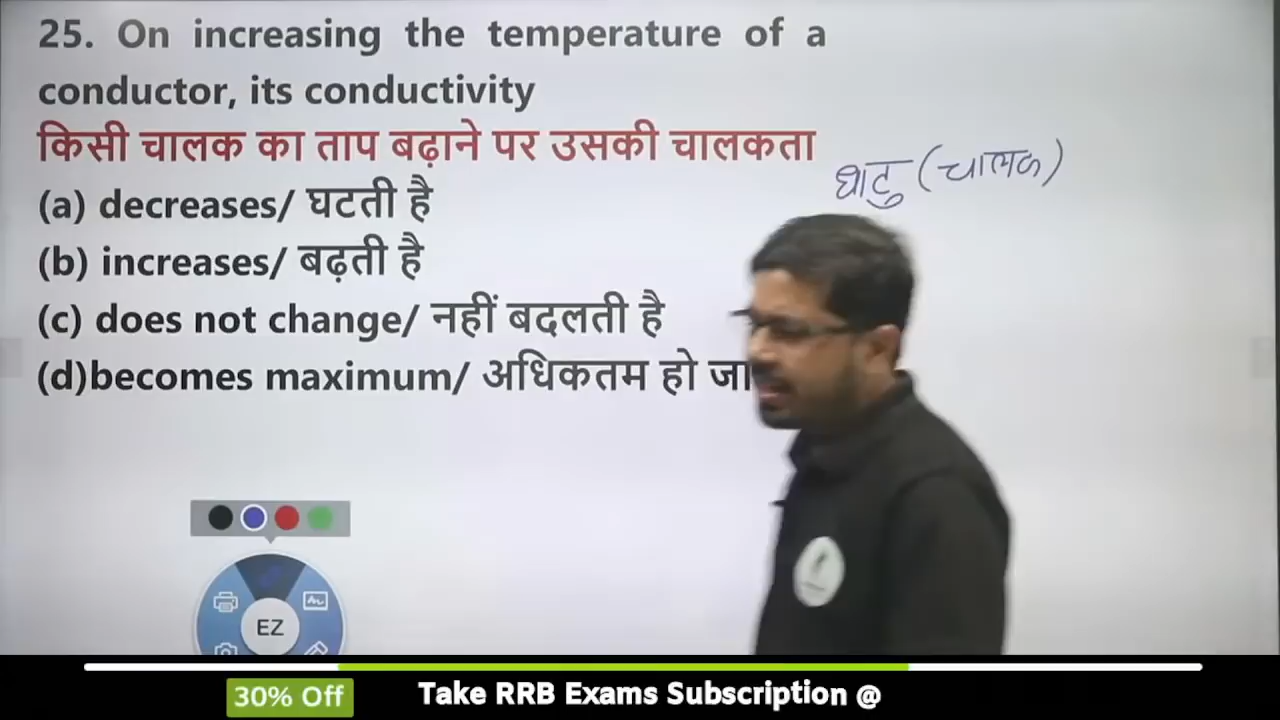 25. On increasing the temperature of a
conductor, its conductivity
किसी चालक का ताप बढ़ाने पर उसकी चालकता
धातु (चालक)
(a) decreases/ घटती है
(b) increases/ बढ़ती है
(c) does not change/ नहीं बदलती है
(d)becomes maximum/ अधिकतम हो जा
EZ
30% Off
Take RRB Exams Subscription @